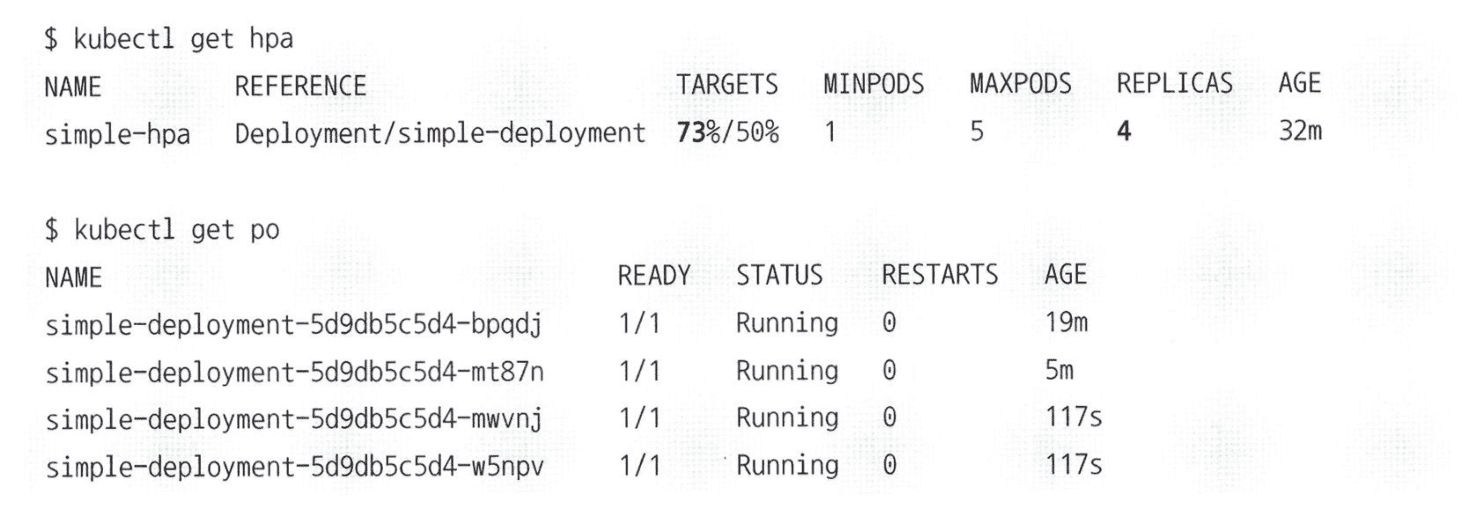 $ kubectl get hpa
NAME REFERENCE TARGETS MINPODS MAXPODS REPLICAS AGE
simple-hpa Deployment/simple-deployment 73%/50% 1 5 4 32m
$ kubectl get po
NAME READY STATUS RESTARTS AGE
simple-deployment-5d9db5c5d4-bpqdj 1/1 Running 0 19m
simple-deployment-5d9db5c5d4-mt87n 1/1 Running 0 5m
simple-deployment-5d9db5c5d4-mwvnj 1/1 Running 0 117s
simple-deployment-5d9db5c5d4-w5npv 1/1 Running 0 117s